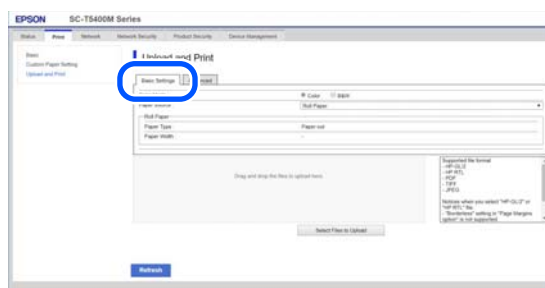 EPSON SC-T5400M Series
Status Print Network Network Security Product Security Device Management
Basic
Custom Paper Setting
Upload and Print
Upload and Print
Basic Settings
Color B&W
Roll Paper
Roll Paper
Paper Type Paper out
Paper Width -
Drag and drop the files to upload here.
Supported file format
- HP-GL/2
- HP RTL
- PDF
- TIFF
- JPEG
Notices when you select "HP-GL/2" or
"HP RTL" file.
- "Borderless" setting in "Page Margins
option" is not supported
Select Files to Upload
Refresh